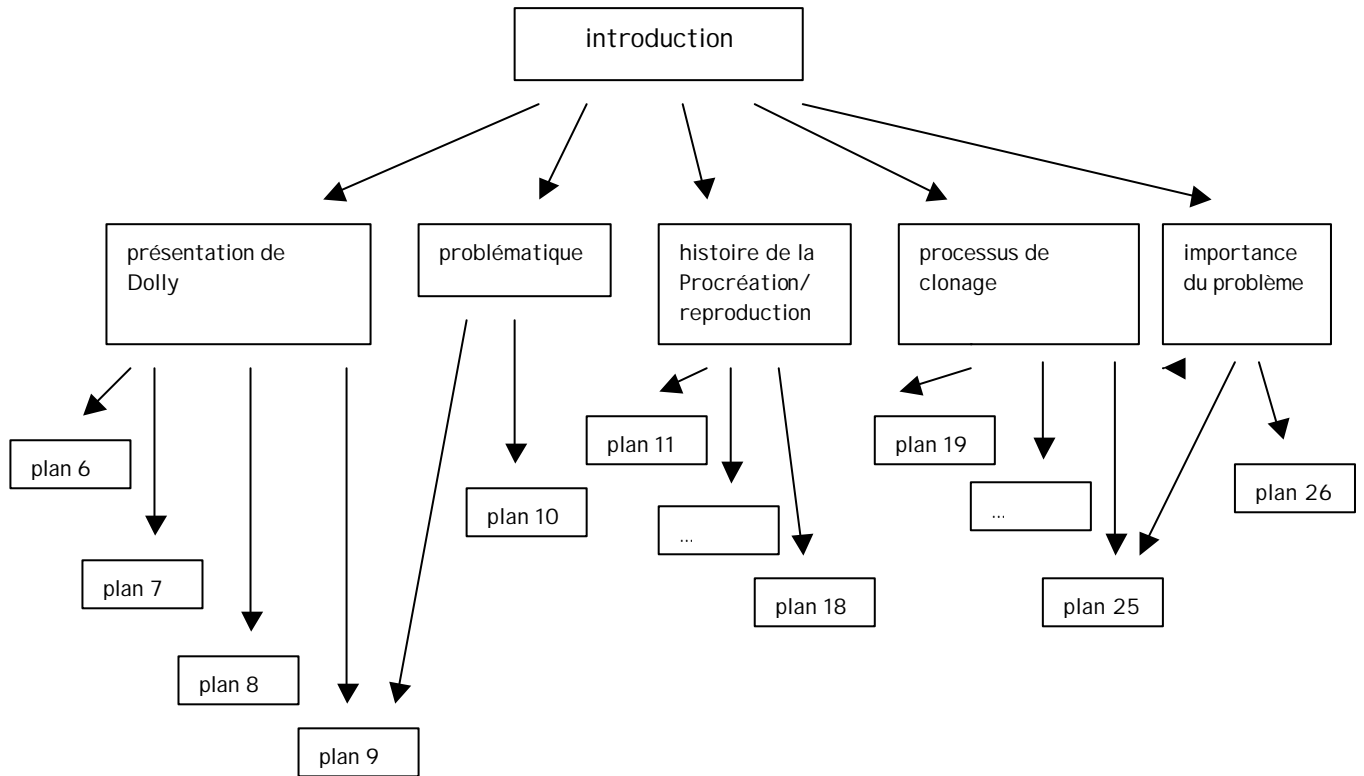 introduction
présentation de
Dolly
problématique
histoire de la
Procréation/
reproduction
processus de
clonage
importance
du problème
plan 6
plan 7
plan 8
plan 9
plan 10
plan 11
...
plan 18
plan 19
...
plan 25
plan 26